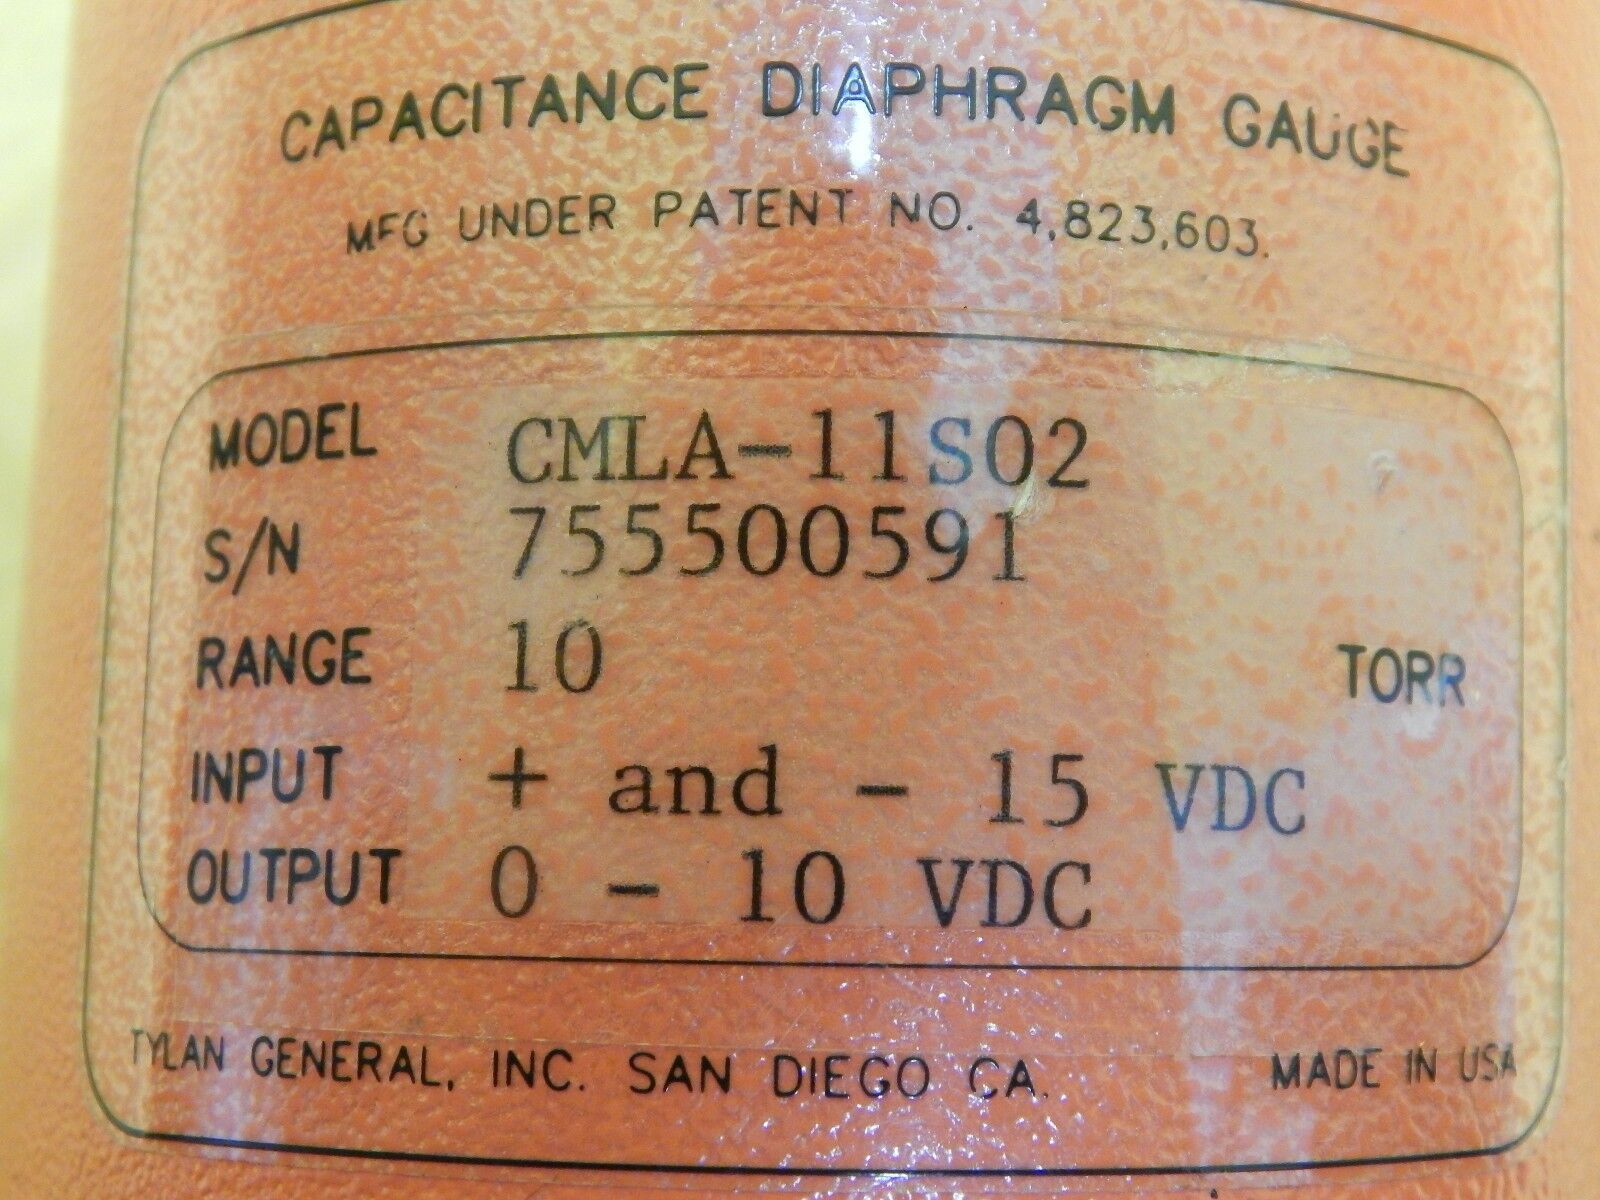 CAPACITANCE DIAPHRAGM GAUGE
MFG UNDER PATENT NO. 4,823,603.
MODEL CMLA-11S02
S/N 755500591
RANGE 10 TORR
INPUT + and - 15 VDC
OUTPUT 0 - 10 VDC
TYLAN GENERAL, INC. SAN DIEGO CA. MADE IN USA